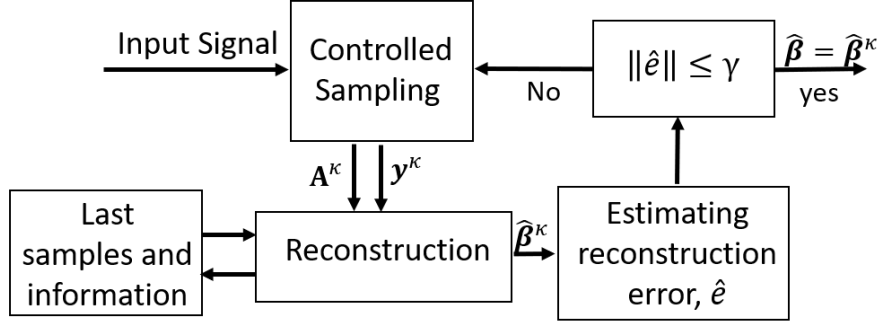 Input Signal
Controlled
Sampling
‖ê‖ ≤ γ
No
𝛃̂ = 𝛃̂^κ
yes
A^κ
y^κ
Last
samples and
information
Reconstruction
𝛃̂^κ
Estimating
reconstruction
error, ê